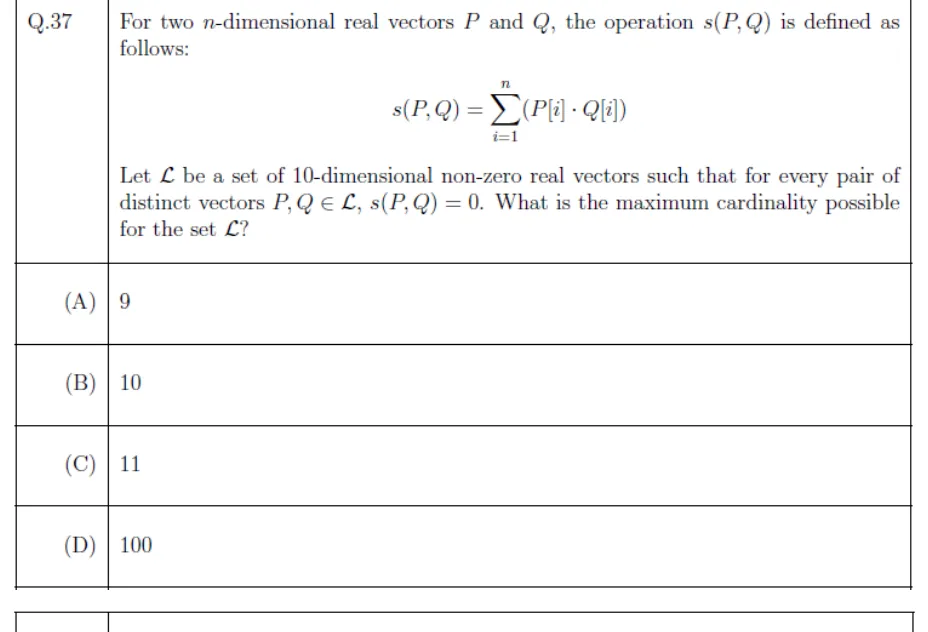 Q.37 For two n-dimensional real vectors P and Q, the operation s(P, Q) is defined as
follows:
s(P, Q) = ∑_{i=1}^{n} (P[i] · Q[i])
Let 𝓛 be a set of 10-dimensional non-zero real vectors such that for every pair of
distinct vectors P, Q ∈ 𝓛, s(P, Q) = 0. What is the maximum cardinality possible
for the set 𝓛?
(A) 9
(B) 10
(C) 11
(D) 100